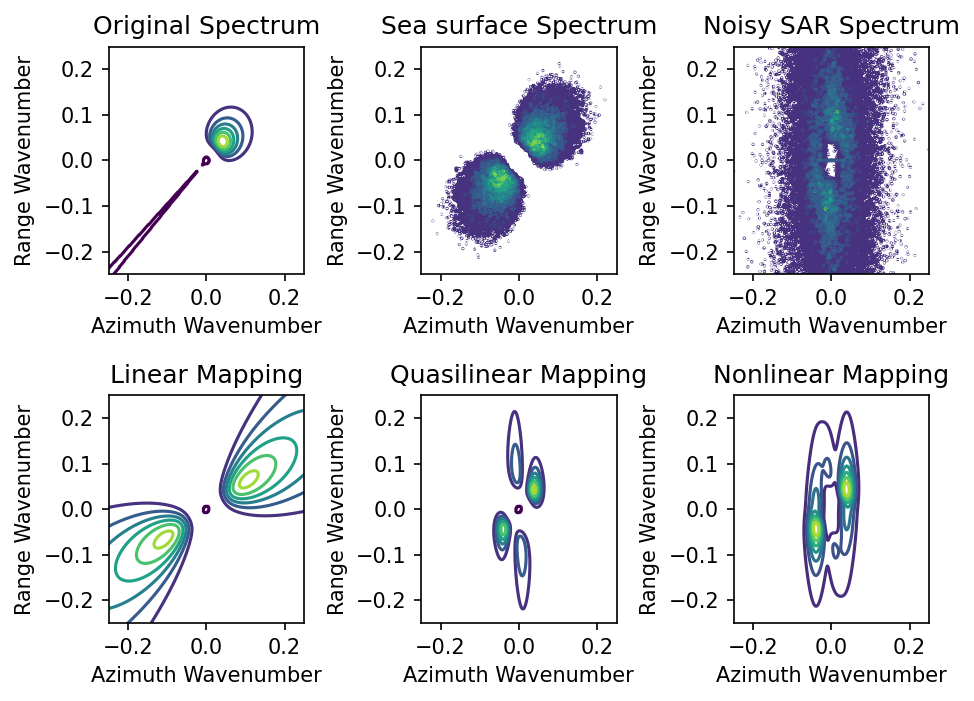 Original Spectrum
Sea surface Spectrum
Noisy SAR Spectrum
Range Wavenumber
0.2
0.1
0.0
−0.1
−0.2
−0.2 0.0 0.2
Azimuth Wavenumber
Range Wavenumber
0.2
0.1
0.0
−0.1
−0.2
−0.2 0.0 0.2
Azimuth Wavenumber
Range Wavenumber
0.2
0.1
0.0
−0.1
−0.2
−0.2 0.0 0.2
Azimuth Wavenumber
Linear Mapping
Quasilinear Mapping
Nonlinear Mapping
Range Wavenumber
0.2
0.1
0.0
−0.1
−0.2
−0.2 0.0 0.2
Azimuth Wavenumber
Range Wavenumber
0.2
0.1
0.0
−0.1
−0.2
−0.2 0.0 0.2
Azimuth Wavenumber
Range Wavenumber
0.2
0.1
0.0
−0.1
−0.2
−0.2 0.0 0.2
Azimuth Wavenumber